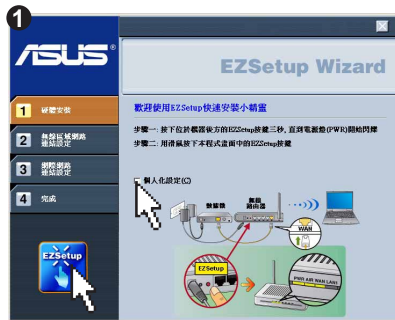 1
ASUS®
EZSetup Wizard
1 硬體安裝
2 無線區域網路
連結設定
3 網際網路
連結設定
4 完成
EZSetup
歡迎使用EZSetup快速安裝小精靈
步驟一: 按下位於機器後方的EZSetup按鍵三秒, 直到電源燈(PWR)開始閃爍
步驟二: 用滑鼠按下本程式畫面中的EZSetup按鍵
個人化設定(C)
數據機
無線
路由器
WAN
EZSetup
PWR AIR WAN LAN1